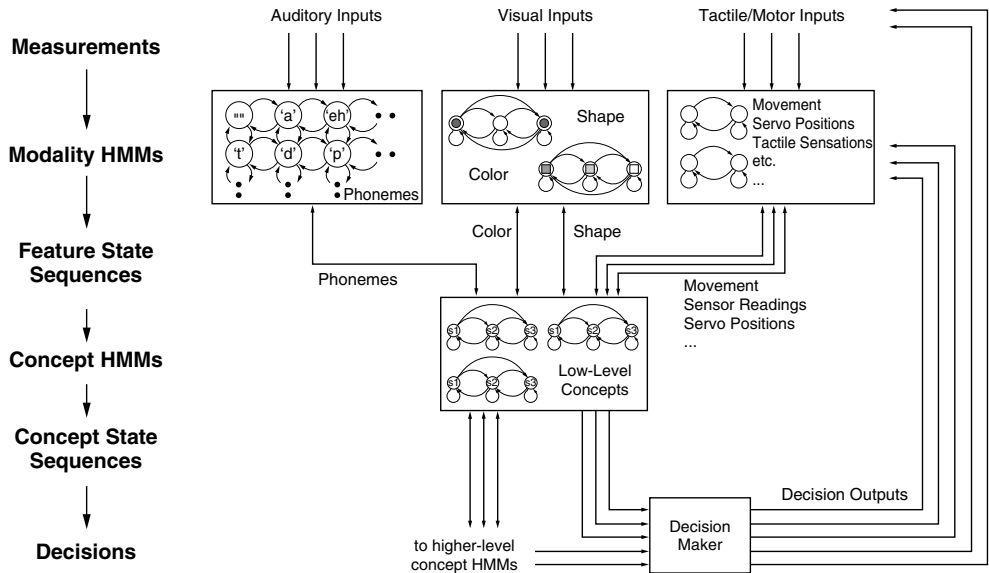 Auditory Inputs
Visual Inputs
Tactile/Motor Inputs
Measurements
Modality HMMs
Feature State
Sequences
Concept HMMs
Concept State
Sequences
Decisions
"" 'a' 'eh'
't' 'd' 'p'
Phonemes
Shape
Color
Movement
Servo Positions
Tactile Sensations
etc.
...
Phonemes
Color
Shape
Movement
Sensor Readings
Servo Positions
...
s1 s2 s3
s1 s2 s3
s1 s2 s3
Low-Level
Concepts
to higher-level
concept HMMs
Decision
Maker
Decision Outputs